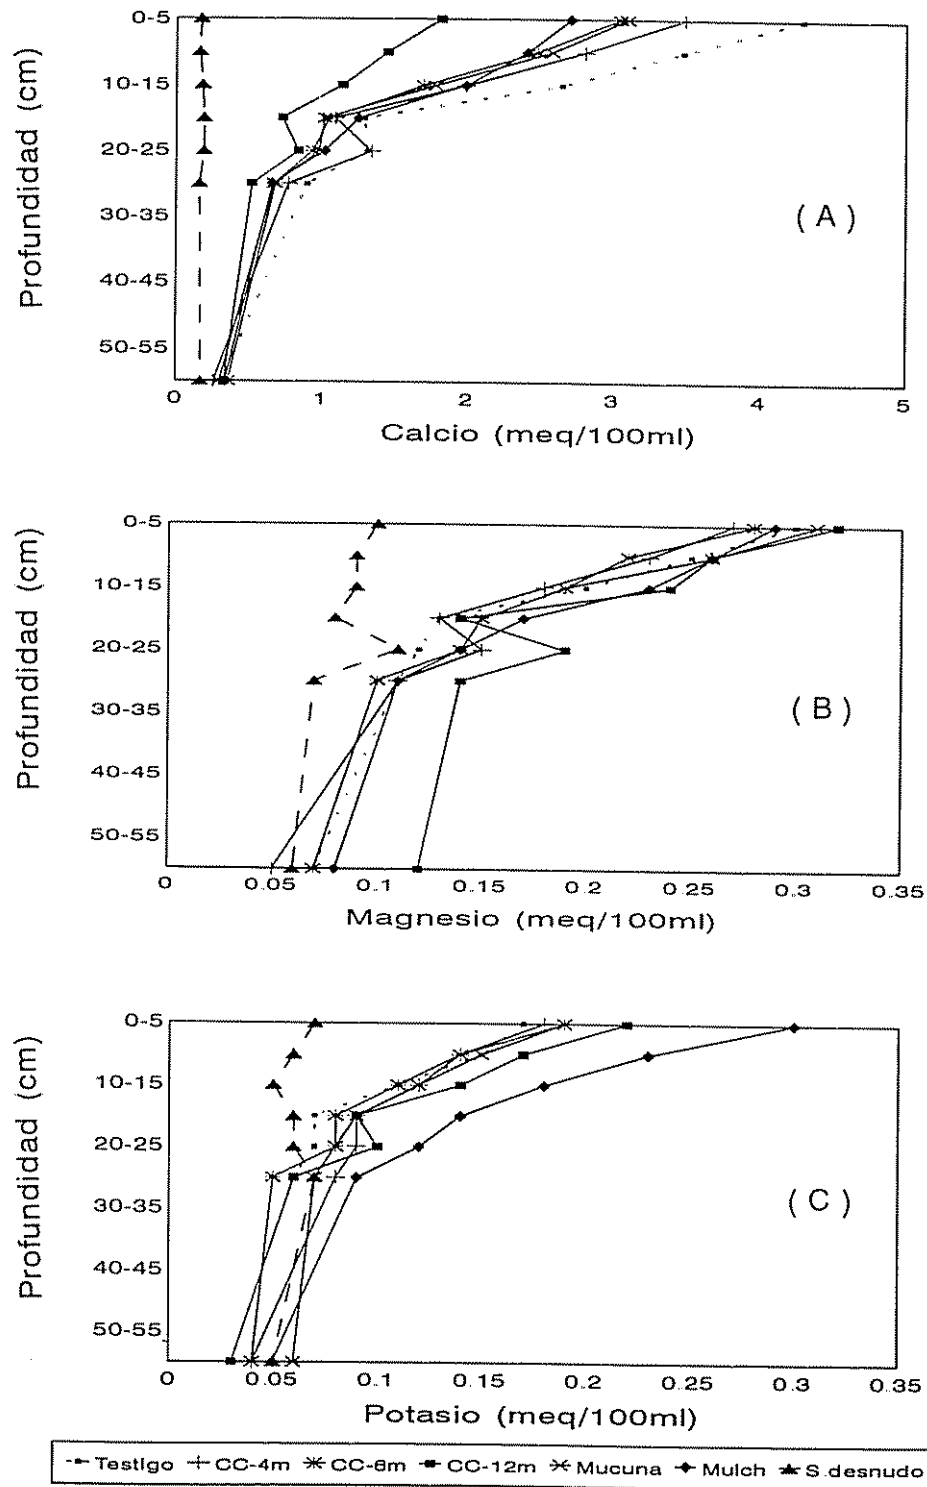 Profundidad (cm)
0-5
10-15
20-25
30-35
40-45
50-55
( A )
0 1 2 3 4 5
Calcio (meq/100ml)
Profundidad (cm)
0-5
10-15
20-25
30-35
40-45
50-55
( B )
0 0.05 0.1 0.15 0.2 0.25 0.3 0.35
Magnesio (meq/100ml)
Profundidad (cm)
0-5
10-15
20-25
30-35
40-45
50-55
( C )
0 0.05 0.1 0.15 0.2 0.25 0.3 0.35
Potasio (meq/100ml)
Testigo CC-4m CC-6m CC-12m Mucuna Mulch S.desnudo